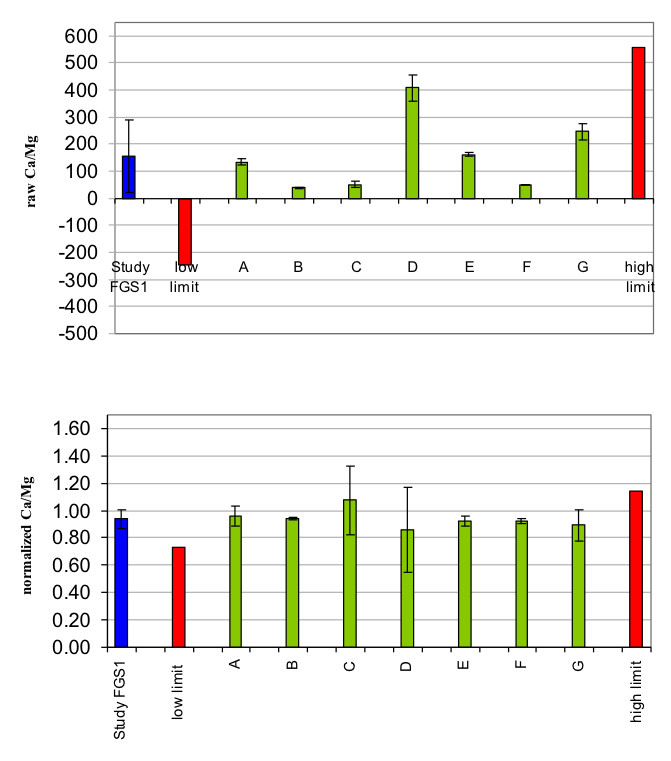 600
500
400
300
200
100
0
-100
-200
-300
-400
-500
raw Ca/Mg
Study FGS1
low limit
A
B
C
D
E
F
G
high limit
1.60
1.40
1.20
1.00
0.80
0.60
0.40
0.20
0.00
normalized Ca/Mg
Study FGS1
low limit
A
B
C
D
E
F
G
high limit